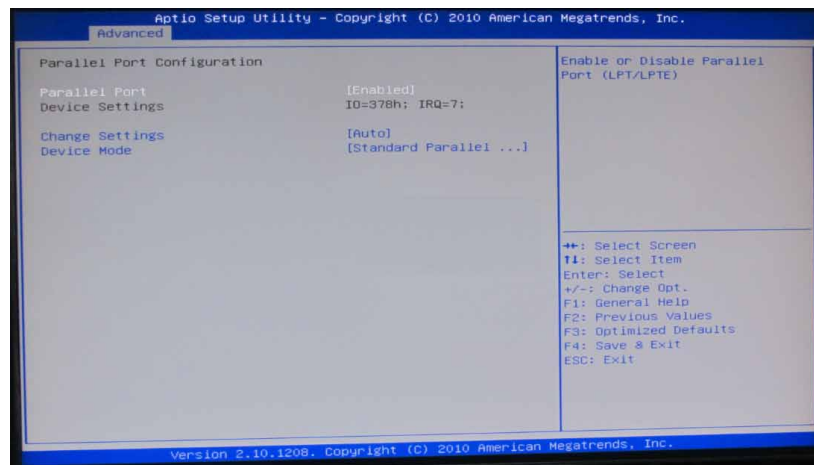 Aptio Setup Utility – Copyright (C) 2010 American Megatrends, Inc.
Advanced
Parallel Port Configuration
Parallel Port [Enabled]
Device Settings IO=378h; IRQ=7;
Change Settings [Auto]
Device Mode [Standard Parallel ...]
Enable or Disable Parallel
Port (LPT/LPTE)
→←: Select Screen
↑↓: Select Item
Enter: Select
+/-: Change Opt.
F1: General Help
F2: Previous Values
F3: Optimized Defaults
F4: Save & Exit
ESC: Exit
Version 2.10.1208. Copyright (C) 2010 American Megatrends, Inc.